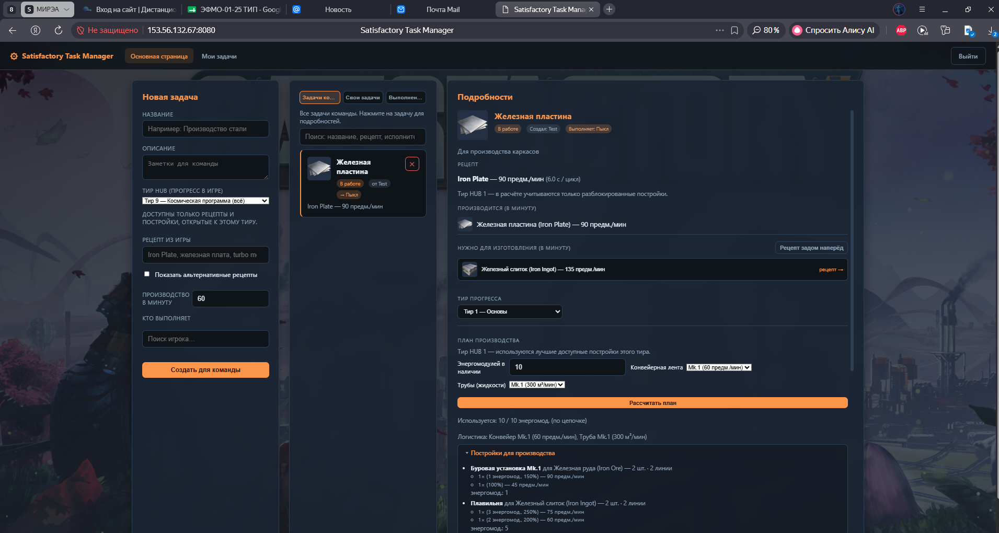 8
5 МИРЭА
Вход на сайт | Дистанцио
ЭФМО-01-25 ТИП - Goog
Новость
Почта Mail
Satisfactory Task Mana
Не защищено
153.56.132.67:8080
Satisfactory Task Manager
80 %
Спросить Алису AI
ABP
2
Satisfactory Task Manager
Основная страница
Мои задачи
Выйти
Новая задача
НАЗВАНИЕ
Например: Производство стали
ОПИСАНИЕ
Заметки для команды
ТИР HUB (ПРОГРЕСС В ИГРЕ)
Тир 9 — Космическая программа (всё)
ДОСТУПНЫ ТОЛЬКО РЕЦЕПТЫ И
ПОСТРОЙКИ, ОТКРЫТЫЕ К ЭТОМУ ТИРУ.
РЕЦЕПТ ИЗ ИГРЫ
Iron Plate, железная плата, turbo mo
Показать альтернативные рецепты
ПРОИЗВОДСТВО
В МИНУТУ
60
КТО ВЫПОЛНЯЕТ
Поиск игрока...
Создать для команды
Задачи ко...
Свои задачи
Выполнен...
Все задачи команды. Нажмите на задачу для
подробностей.
Поиск: название, рецепт, исполните
Железная
пластина
В работе
от Test
→ Пыкл
Iron Plate — 90 предм./мин
Подробности
Железная пластина
В работе
Создал: Test
Выполняет: Пыкл
Для производства каркасов
РЕЦЕПТ
Iron Plate — 90 предм./мин (6.0 с / цикл)
Тир HUB 1 — в расчёте учитываются только разблокированные постройки.
ПРОИЗВОДИТСЯ (В МИНУТУ)
Железная пластина (Iron Plate) — 90 предм./мин
НУЖНО ДЛЯ ИЗГОТОВЛЕНИЯ (В МИНУТУ)
Рецепт задом наперёд
Железный слиток (Iron Ingot) — 135 предм./мин
рецепт →
ТИР ПРОГРЕССА
Тир 1 — Основы
ПЛАН ПРОИЗВОДСТВА
Тир HUB 1 — используются лучшие доступные постройки этого тира.
Энергомодулей в
наличии
10
Конвейерная лента
Mk.1 (60 предм./мин)
Трубы (жидкости)
Mk.1 (300 м³/мин)
Рассчитать план
Используется: 10 / 10 энергомод. (по цепочке)
Логистика: Конвейер Mk.1 (60 предм./мин), Труба Mk.1 (300 м³/мин)
Постройки для производства
Буровая установка Mk.1 для Железная руда (Iron Ore) — 2 шт. · 2 линии
1× (1 энергомод., 150%) — 90 предм./мин
1× (100%) — 45 предм./мин
энергомод.: 1
Плавильня для Железный слиток (Iron Ingot) — 2 шт. · 2 линии
1× (3 энергомод., 250%) — 75 предм./мин
1× (2 энергомод., 200%) — 60 предм./мин
энергомод.: 5